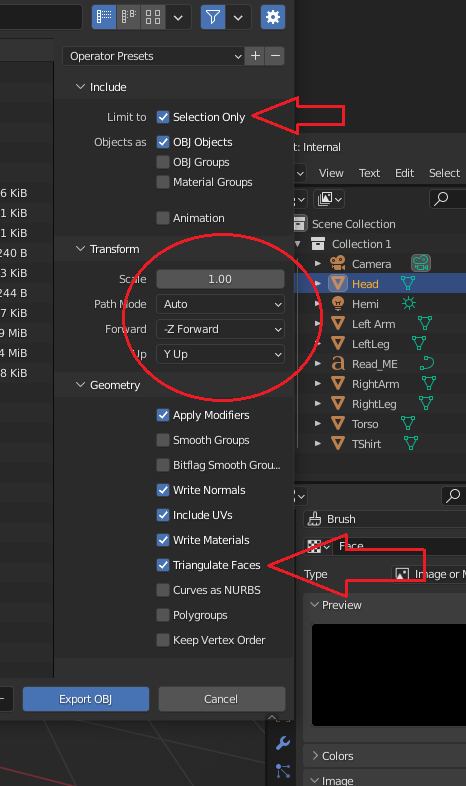 Operator Presets
Include
Limit to
Selection Only
Objects as
OBJ Objects
OBJ Groups
Material Groups
Animation
Transform
Scale
1.00
Path Mode
Auto
Forward
-Z Forward
Up
Y Up
Geometry
Apply Modifiers
Smooth Groups
Bitflag Smooth Grou...
Write Normals
Include UVs
Write Materials
Triangulate Faces
Curves as NURBS
Polygroups
Keep Vertex Order
Export OBJ
Cancel
6 KiB
1 KiB
240 B
3 KiB
244 B
7 KiB
9 MiB
4 MiB
8 KiB
t: Internal
View Text Edit Select
Scene Collection
Collection 1
Camera
Head
Hemi
Left Arm
LeftLeg
Read_ME
RightArm
RightLeg
Torso
TShirt
Brush
Face
Type
Image or M
Preview
Colors
Image